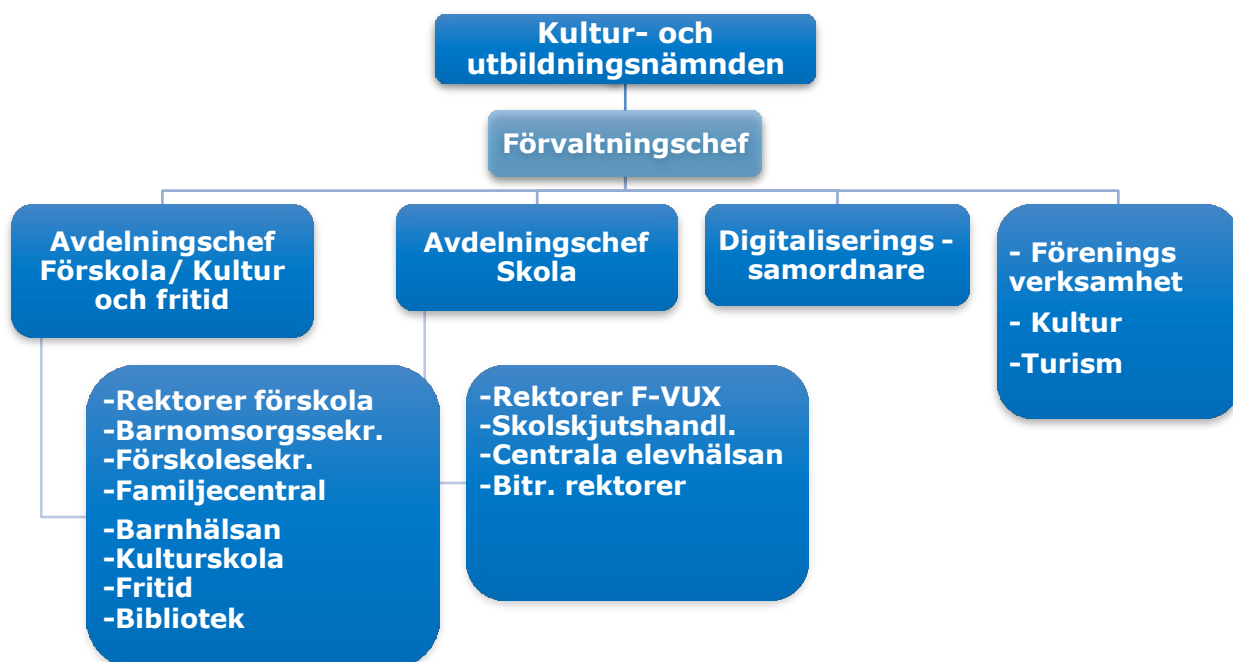 Kultur- och
utbildningsnämnden
Förvaltningschef
Avdelningschef
Förskola/ Kultur
och fritid
Avdelningschef
Skola
Digitaliserings -
samordnare
- Förenings
verksamhet
- Kultur
-Turism
-Rektorer förskola
-Barnomsorgssekr.
-Förskolesekr.
-Familjecentral
-Barnhälsan
-Kulturskola
-Fritid
-Bibliotek
-Rektorer F-VUX
-Skolskjutshandl.
-Centrala elevhälsan
-Bitr. rektorer